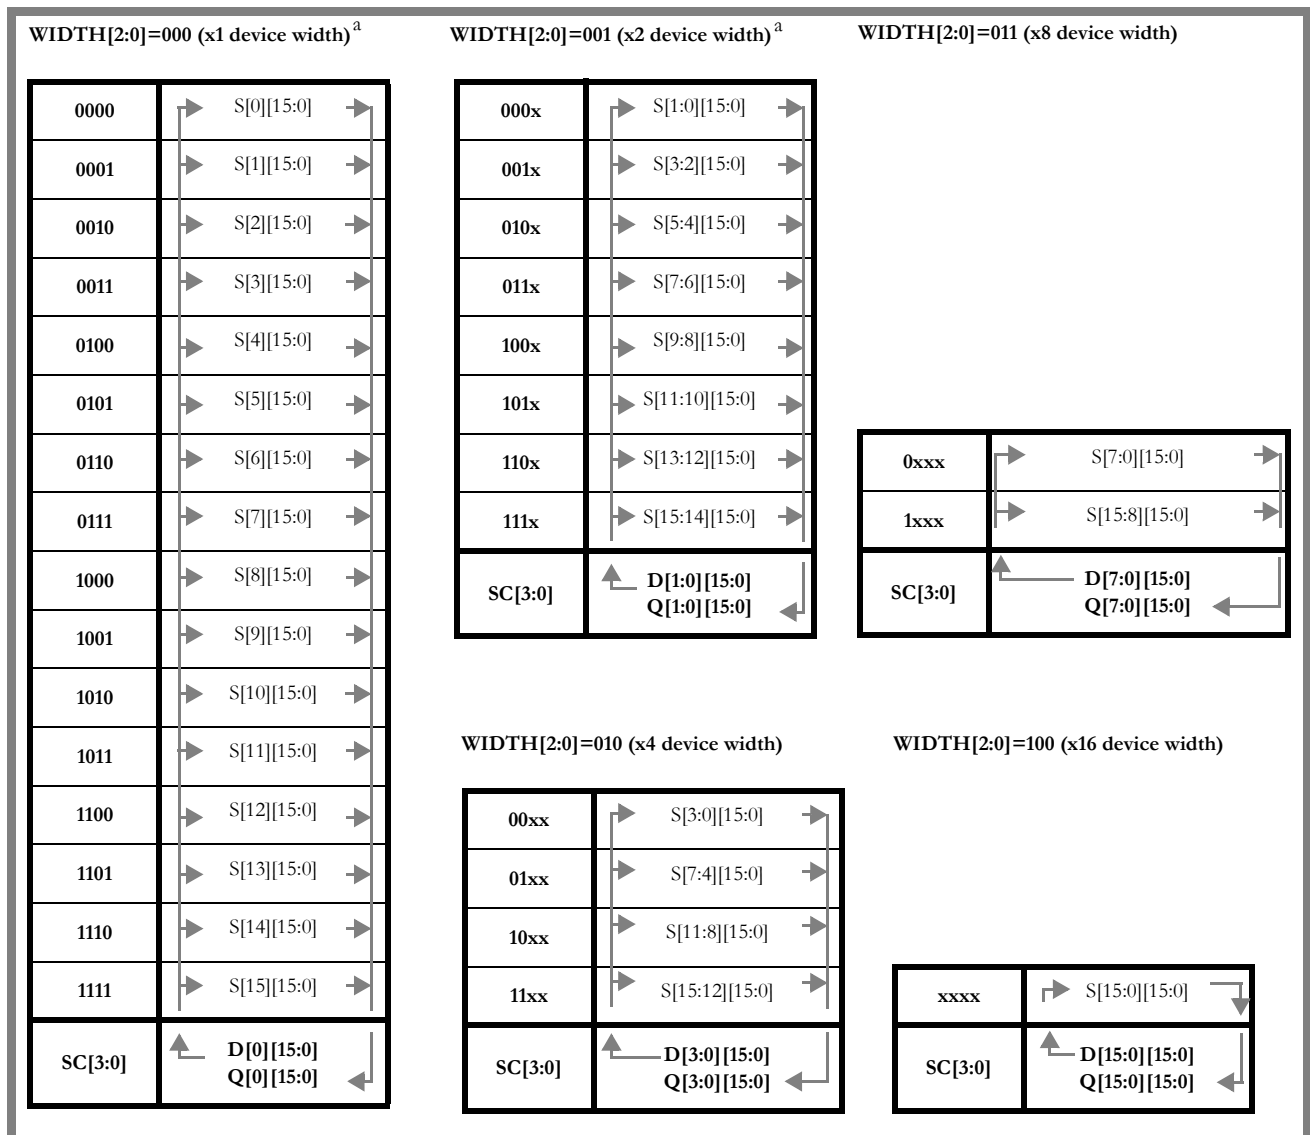 WIDTH[2:0]=000 (x1 device width)a
0000 S[0][15:0]
0001 S[1][15:0]
0010 S[2][15:0]
0011 S[3][15:0]
0100 S[4][15:0]
0101 S[5][15:0]
0110 S[6][15:0]
0111 S[7][15:0]
1000 S[8][15:0]
1001 S[9][15:0]
1010 S[10][15:0]
1011 S[11][15:0]
1100 S[12][15:0]
1101 S[13][15:0]
1110 S[14][15:0]
1111 S[15][15:0]
SC[3:0] D[0][15:0]
Q[0][15:0]
WIDTH[2:0]=001 (x2 device width)a
000x S[1:0][15:0]
001x S[3:2][15:0]
010x S[5:4][15:0]
011x S[7:6][15:0]
100x S[9:8][15:0]
101x S[11:10][15:0]
110x S[13:12][15:0]
111x S[15:14][15:0]
SC[3:0] D[1:0][15:0]
Q[1:0][15:0]
WIDTH[2:0]=011 (x8 device width)
0xxx S[7:0][15:0]
1xxx S[15:8][15:0]
SC[3:0] D[7:0][15:0]
Q[7:0][15:0]
WIDTH[2:0]=010 (x4 device width)
00xx S[3:0][15:0]
01xx S[7:4][15:0]
10xx S[11:8][15:0]
11xx S[15:12][15:0]
SC[3:0] D[3:0][15:0]
Q[3:0][15:0]
WIDTH[2:0]=100 (x16 device width)
xxxx S[15:0][15:0]
SC[3:0] D[15:0][15:0]
Q[15:0][15:0]